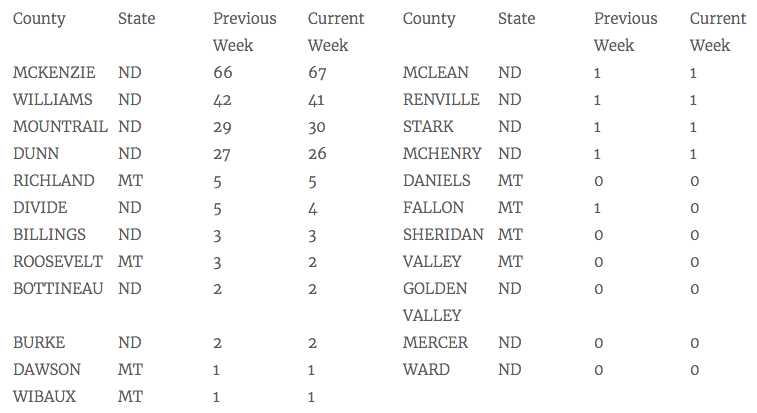 County State Previous Week Current Week County State Previous Week Current Week
MCKENZIE ND 66 67 MCLEAN ND 1 1
WILLIAMS ND 42 41 RENVILLE ND 1 1
MOUNTRAIL ND 29 30 STARK ND 1 1
DUNN ND 27 26 MCHENRY ND 1 1
RICHLAND MT 5 5 DANIELS MT 0 0
DIVIDE ND 5 4 FALLON MT 1 0
BILLINGS ND 3 3 SHERIDAN MT 0 0
ROOSEVELT MT 3 2 VALLEY MT 0 0
BOTTINEAU ND 2 2 GOLDEN VALLEY ND 0 0
BURKE ND 2 2 MERCER ND 0 0
DAWSON MT 1 1 WARD ND 0 0
WIBAUX MT 1 1